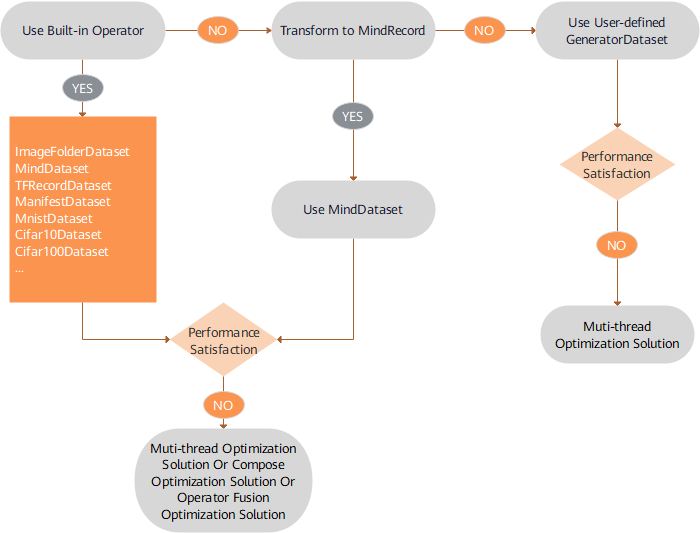 Use Built-in Operator
NO
Transform to MindRecord
NO
Use User-defined
GeneratorDataset
YES
YES
ImageFolderDataset
MindDataset
TFRecordDataset
ManifestDataset
MnistDataset
Cifar10Dataset
Cifar100Dataset
...
Use MindDataset
Performance
Satisfaction
NO
Muti-thread
Optimization Solution
Performance
Satisfaction
NO
Muti-thread Optimization
Solution Or Compose
Optimization Solution Or
Operator Fusion
Optimization Solution